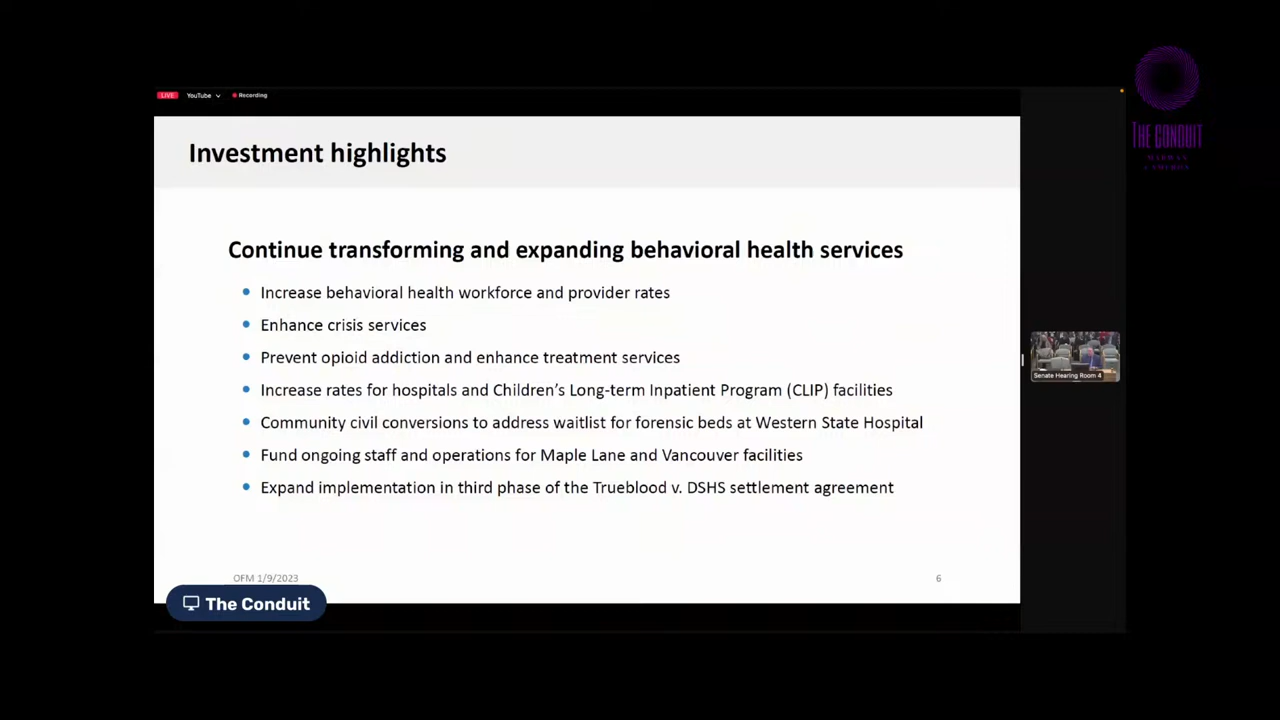 LIVE YouTube Recording
THE CONDUIT
Investment highlights
Continue transforming and expanding behavioral health services
Increase behavioral health workforce and provider rates
Enhance crisis services
Prevent opioid addiction and enhance treatment services
Increase rates for hospitals and Children's Long-term Inpatient Program (CLIP) facilities
Community civil conversions to address waitlist for forensic beds at Western State Hospital
Fund ongoing staff and operations for Maple Lane and Vancouver facilities
Expand implementation in third phase of the Trueblood v. DSHS settlement agreement
Senate Hearing Room 4
OFM 1/9/2023
6
The Conduit